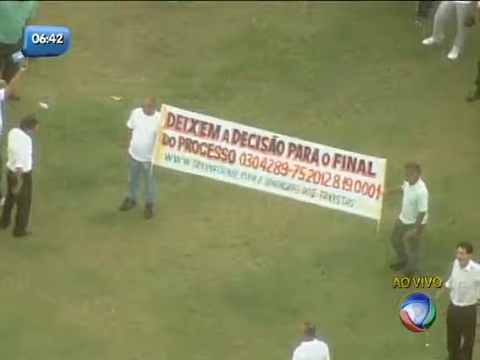 06:42
DEIXEM A DECISÃO PARA O FINAL
DO PROCESSO 0304289-75.2012.8.19.0001
AO VIVO